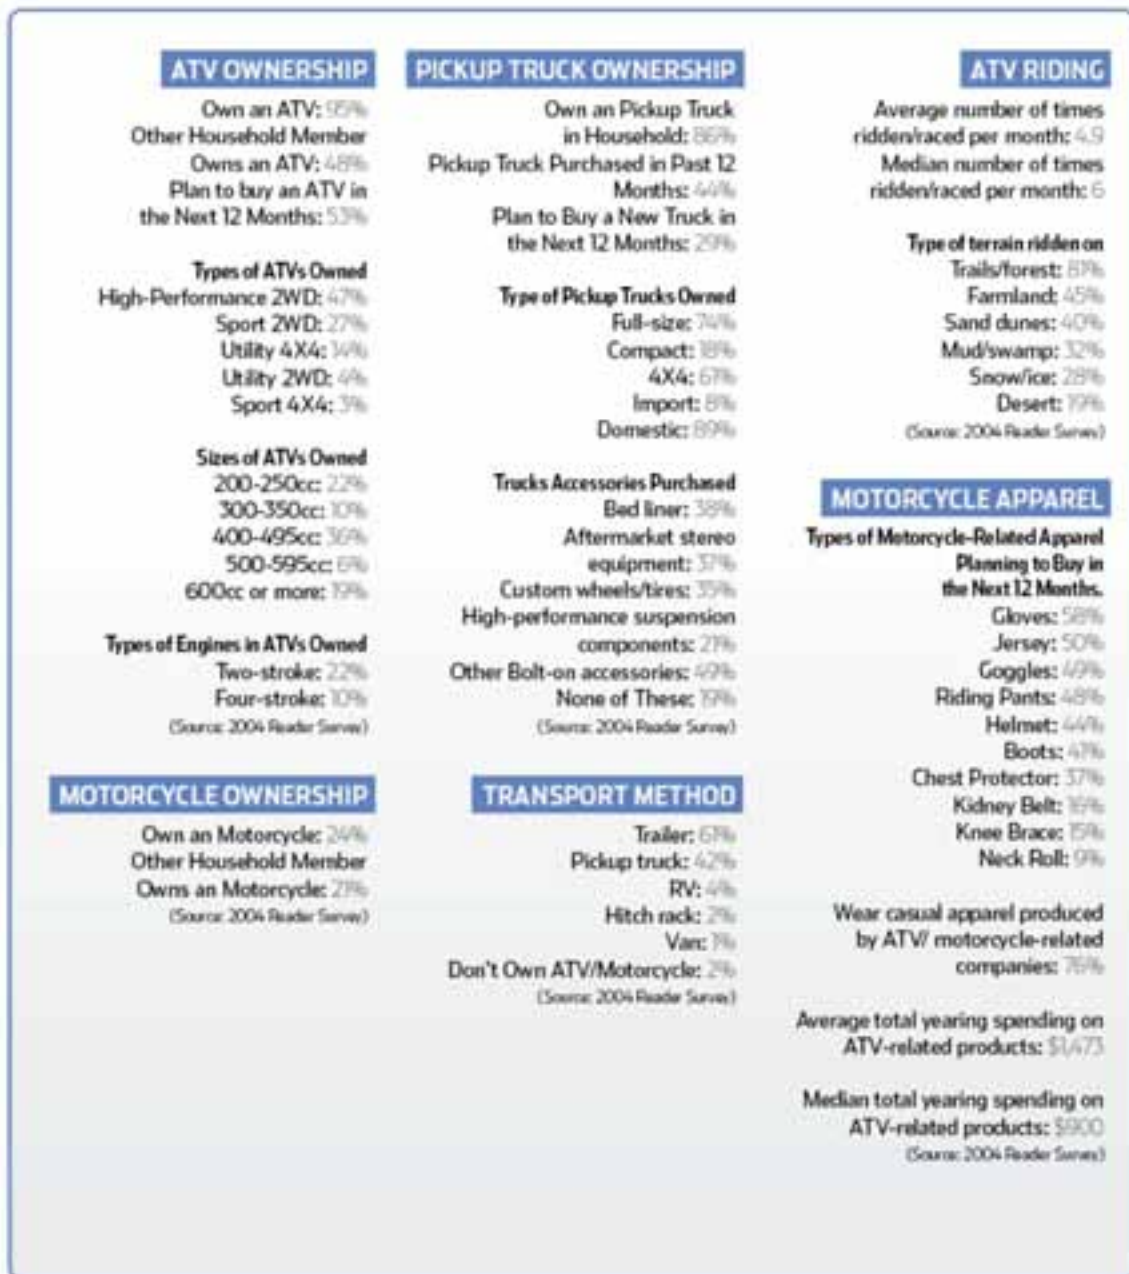 ATV OWNERSHIP
Own an ATV: 95%
Other Household Member
Owns an ATV: 48%
Plan to buy an ATV in
the Next 12 Months: 53%
Types of ATVs Owned
High-Performance 2WD: 47%
Sport 2WD: 27%
Utility 4X4: 14%
Utility 2WD: 4%
Sport 4X4: 3%
Sizes of ATVs Owned
200-250cc: 22%
300-350cc: 10%
400-495cc: 36%
500-595cc: 6%
600cc or more: 19%
Types of Engines in ATVs Owned
Two-stroke: 22%
Four-stroke: 10%
(Source: 2004 Reader Survey)
MOTORCYCLE OWNERSHIP
Own an Motorcycle: 24%
Other Household Member
Owns an Motorcycle: 21%
(Source: 2004 Reader Survey)
PICKUP TRUCK OWNERSHIP
Own an Pickup Truck
in Household: 86%
Pickup Truck Purchased in Past 12
Months: 44%
Plan to Buy a New Truck in
the Next 12 Months: 29%
Type of Pickup Trucks Owned
Full-size: 74%
Compact: 18%
4X4: 61%
Import: 8%
Domestic: 89%
Trucks Accessories Purchased
Bed liner: 38%
Aftermarket stereo
equipment: 37%
Custom wheels/tires: 35%
High-performance suspension
components: 21%
Other Bolt-on accessories: 49%
None of These: 19%
(Source: 2004 Reader Survey)
TRANSPORT METHOD
Trailer: 61%
Pickup truck: 42%
RV: 4%
Hitch rack: 2%
Van: 1%
Don't Own ATV/Motorcycle: 2%
(Source: 2004 Reader Survey)
ATV RIDING
Average number of times
ridden/raced per month: 4.9
Median number of times
ridden/raced per month: 6
Type of terrain ridden on
Trails/forest: 81%
Farmland: 45%
Sand dunes: 40%
Mud/swamp: 32%
Snow/ice: 28%
Desert: 19%
(Source: 2004 Reader Survey)
MOTORCYCLE APPAREL
Types of Motorcycle-Related Apparel
Planning to Buy in
the Next 12 Months.
Gloves: 58%
Jersey: 50%
Goggles: 49%
Riding Pants: 48%
Helmet: 44%
Boots: 41%
Chest Protector: 37%
Kidney Belt: 16%
Knee Brace: 15%
Neck Roll: 9%
Wear casual apparel produced
by ATV/ motorcycle-related
companies: 76%
Average total yearing spending on
ATV-related products: $1,473
Median total yearing spending on
ATV-related products: $900
(Source: 2004 Reader Survey)